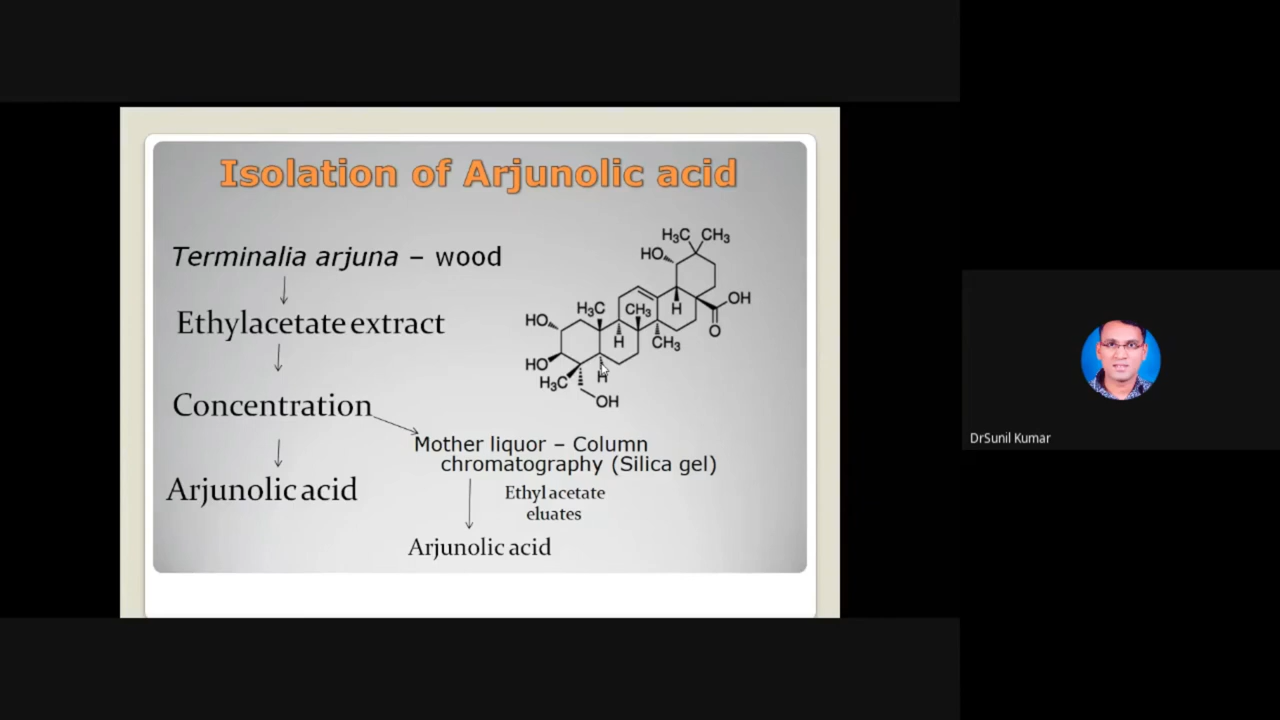 Isolation of Arjunolic acid
Terminalia arjuna – wood
Ethylacetate extract
Concentration
Arjunolic acid
Mother liquor – Column
chromatography (Silica gel)
Ethyl acetate
eluates
Arjunolic acid
H₃C CH₃
HO
OH
H
O
H₃C
CH₃
HO
H
CH₃
HO
H₃C
H
OH
DrSunil Kumar